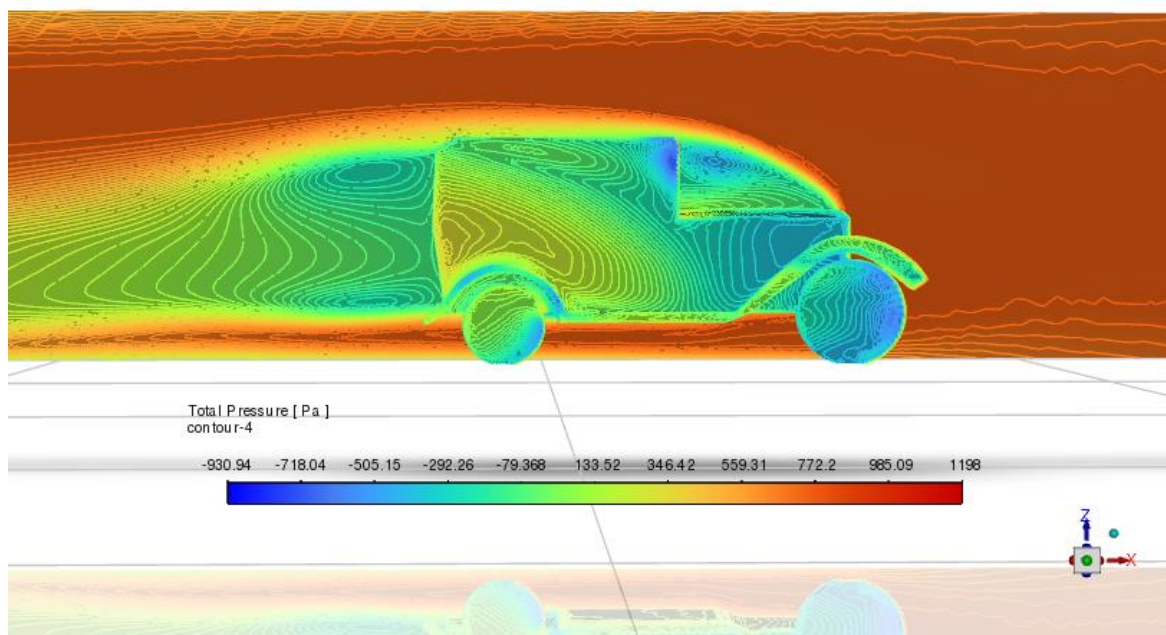 Total Pressure [ Pa ]
contour-4
-930.94 -718.04 -505.15 -292.26 -79.368 133.52 346.42 559.31 772.2 985.09 1198
Z
X